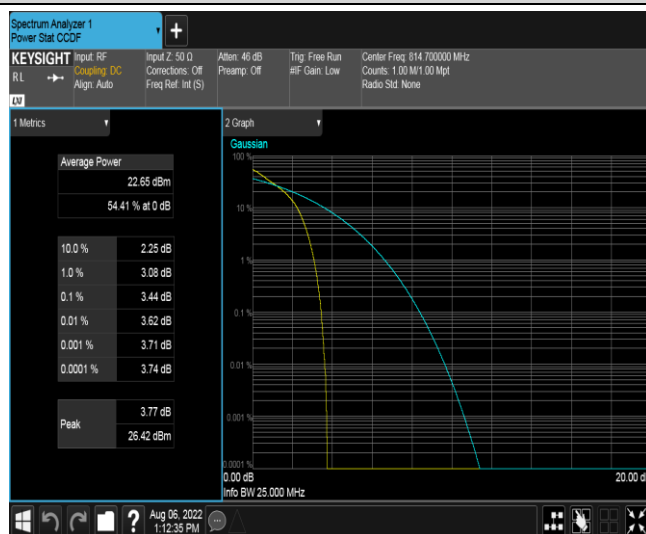 Spectrum Analyzer 1
Power Stat CCDF
KEYSIGHT
RL
LXI
Input: RF
Coupling: DC
Align: Auto
Input Z: 50 Ω
Corrections: Off
Freq Ref: Int (S)
Atten: 46 dB
Preamp: Off
Trig: Free Run
#IF Gain: Low
Center Freq: 814.700000 MHz
Counts: 1.00 M/1.00 Mpt
Radio Std: None
1 Metrics
Average Power
22.65 dBm
54.41 % at 0 dB
10.0 % 2.25 dB
1.0 % 3.08 dB
0.1 % 3.44 dB
0.01 % 3.62 dB
0.001 % 3.71 dB
0.0001 % 3.74 dB
Peak
3.77 dB
26.42 dBm
2 Graph
Gaussian
100 %
10 %
1 %
0.1 %
0.01 %
0.001 %
0.0001 %
0.00 dB 20.00 d
Info BW 25.000 MHz
?
Aug 06, 2022
1:12:35 PM